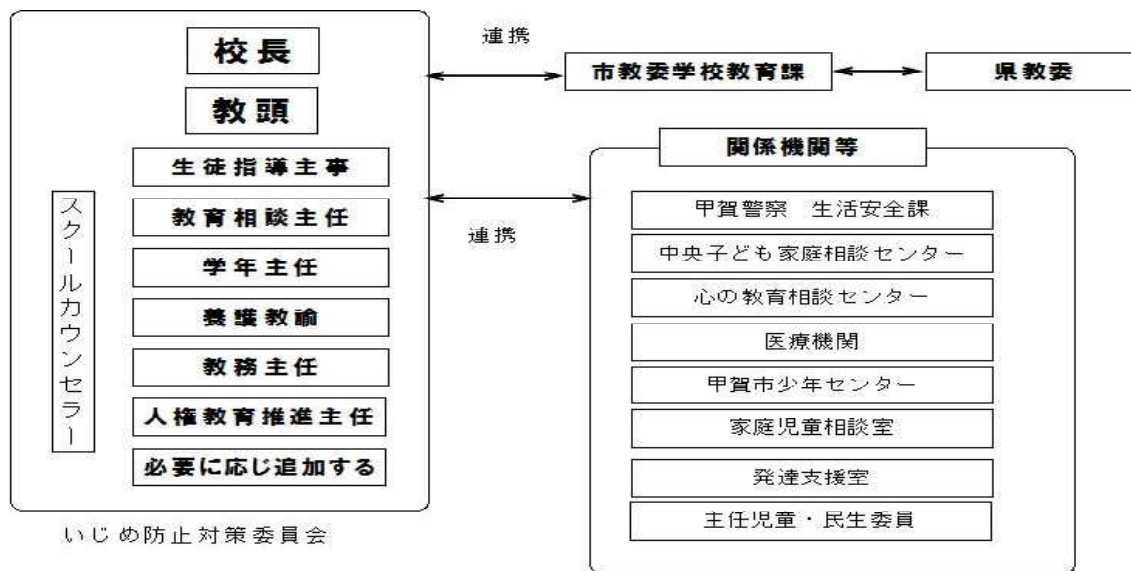 校長
教頭
生徒指導主事
教育相談主任
学年主任
養護教諭
教務主任
人権教育推進主任
必要に応じ追加する
スクールカウンセラー
いじめ防止対策委員会
連携
市教委学校教育課
県教委
連携
関係機関等
甲賀警察　生活安全課
中央子ども家庭相談センター
心の教育相談センター
医療機関
甲賀市少年センター
家庭児童相談室
発達支援室
主任児童・民生委員